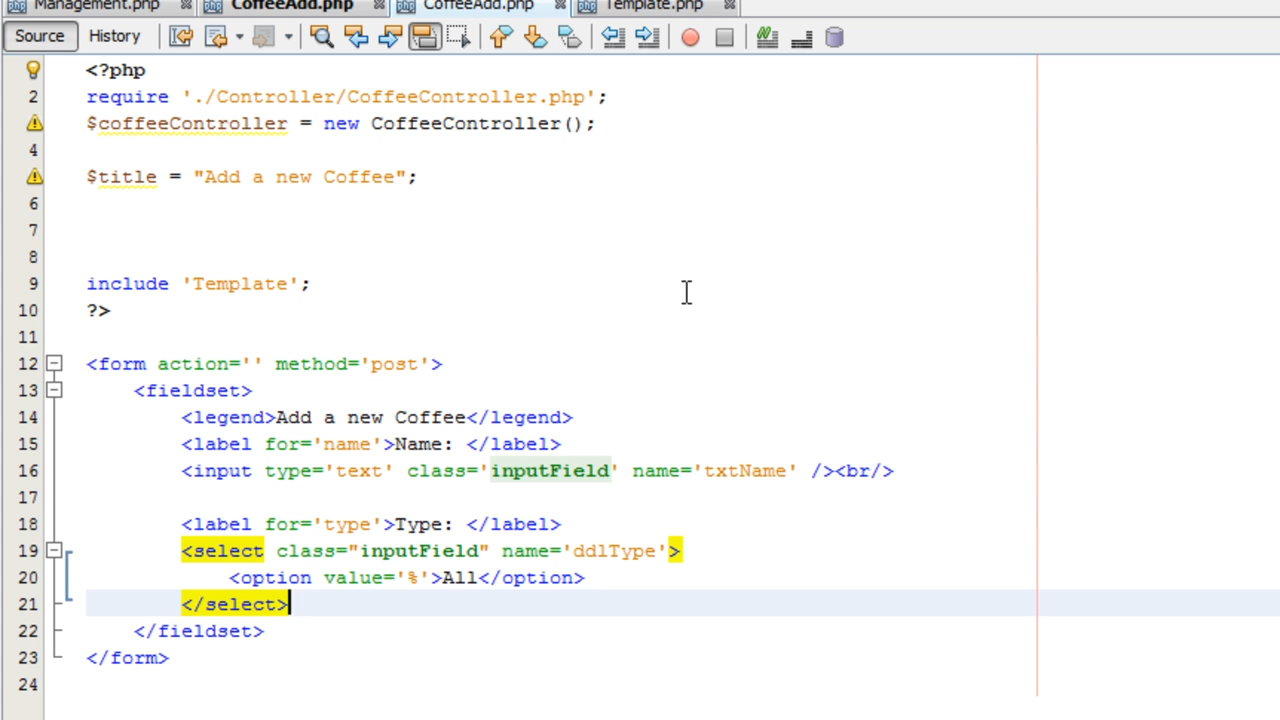 Management.php CoffeeAdd.php CoffeeAdd.php Template.php
Source History
<?php
2 require './Controller/CoffeeController.php';
$coffeeController = new CoffeeController();
4
$title = "Add a new Coffee";
6
7
8
9 include 'Template';
10 ?>
11
12 <form action='' method='post'>
13 <fieldset>
14 <legend>Add a new Coffee</legend>
15 <label for='name'>Name: </label>
16 <input type='text' class='inputField' name='txtName' /><br/>
17
18 <label for='type'>Type: </label>
19 <select class="inputField" name='ddlType'>
20 <option value='%'>All</option>
21 </select>
22 </fieldset>
23 </form>
24